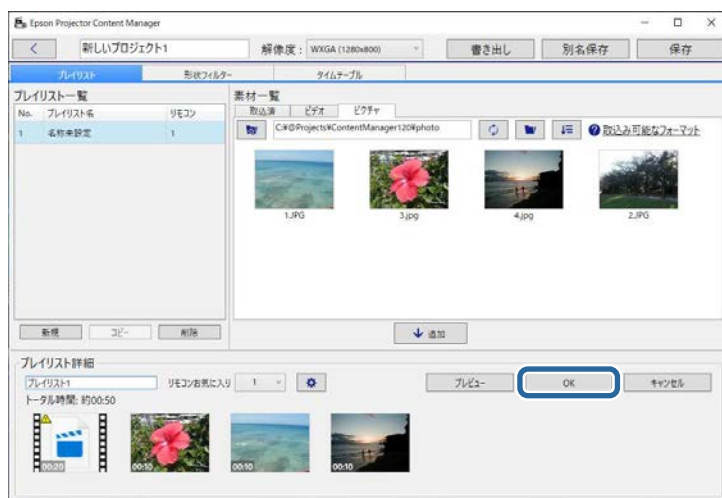 Epson Projector Content Manager
新しいプロジェクト1 解像度： WXGA (1280x800) 書き出し 別名保存 保存
プレイリスト 形状フィルター タイムテーブル
プレイリスト一覧 素材一覧
取込済 ビデオ ピクチャ
No. プレイリスト名 リモコン
1 名称未設定 1
C:¥@Projects¥ContentManager120¥photo 取込み可能なフォーマット
1.JPG 3.jpg 4.jpg 2.JPG
新規 コピー 削除 追加
プレイリスト詳細
プレイリスト1 リモコンお気に入り 1 プレビュー OK キャンセル
トータル時間: 約00:50
00:20 00:10 00:10 00:10